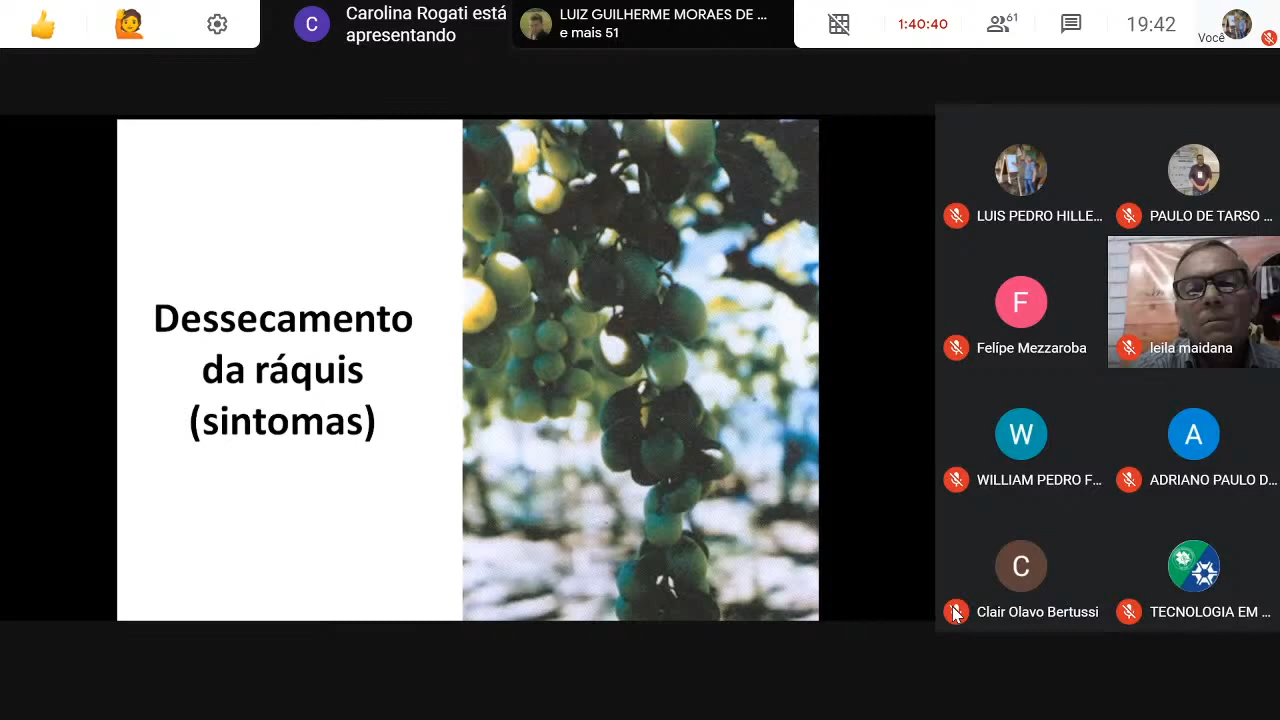 Carolina Rogati está
apresentando
C
LUIZ GUILHERME MORAES DE ...
e mais 51
1:40:40
61
19:42
Você
Dessecamento
da ráquis
(sintomas)
LUIS PEDRO HILLE...
PAULO DE TARSO ...
F
Felípe Mezzaroba
leila maidana
W
WILLIAM PEDRO F...
A
ADRIANO PAULO D...
C
Clair Olavo Bertussi
TECNOLOGIA EM ...